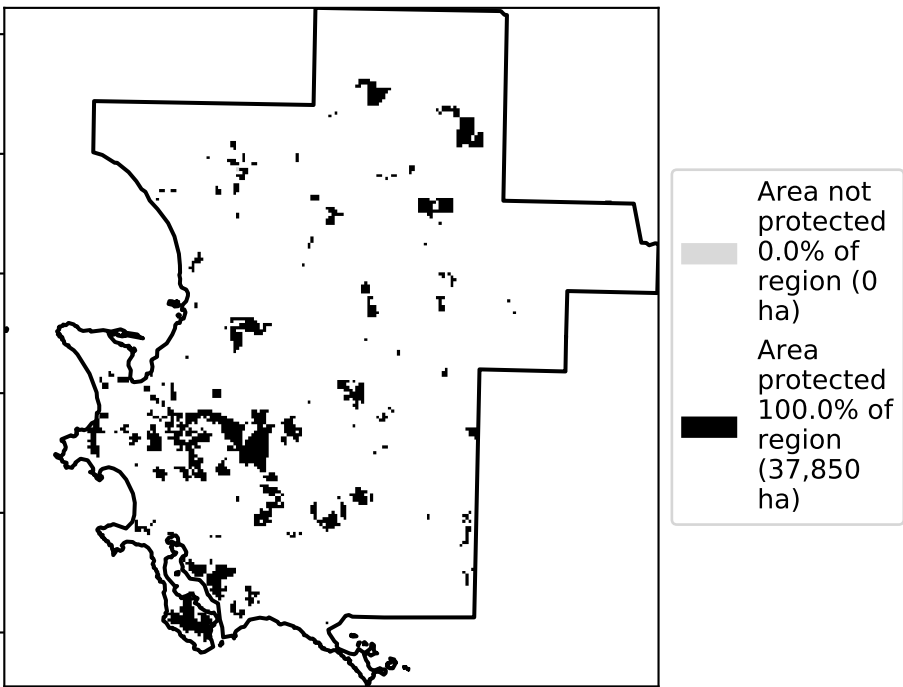 Area not
protected
0.0% of
region (0
ha)
Area
protected
100.0% of
region
(37,850
ha)